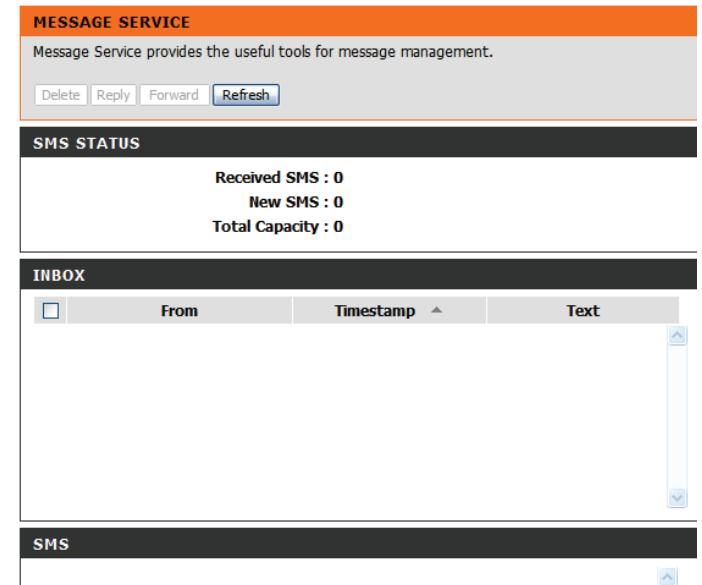 MESSAGE SERVICE
Message Service provides the useful tools for message management.
Delete Reply Forward Refresh
SMS STATUS
Received SMS : 0
New SMS : 0
Total Capacity : 0
INBOX
From Timestamp Text
SMS